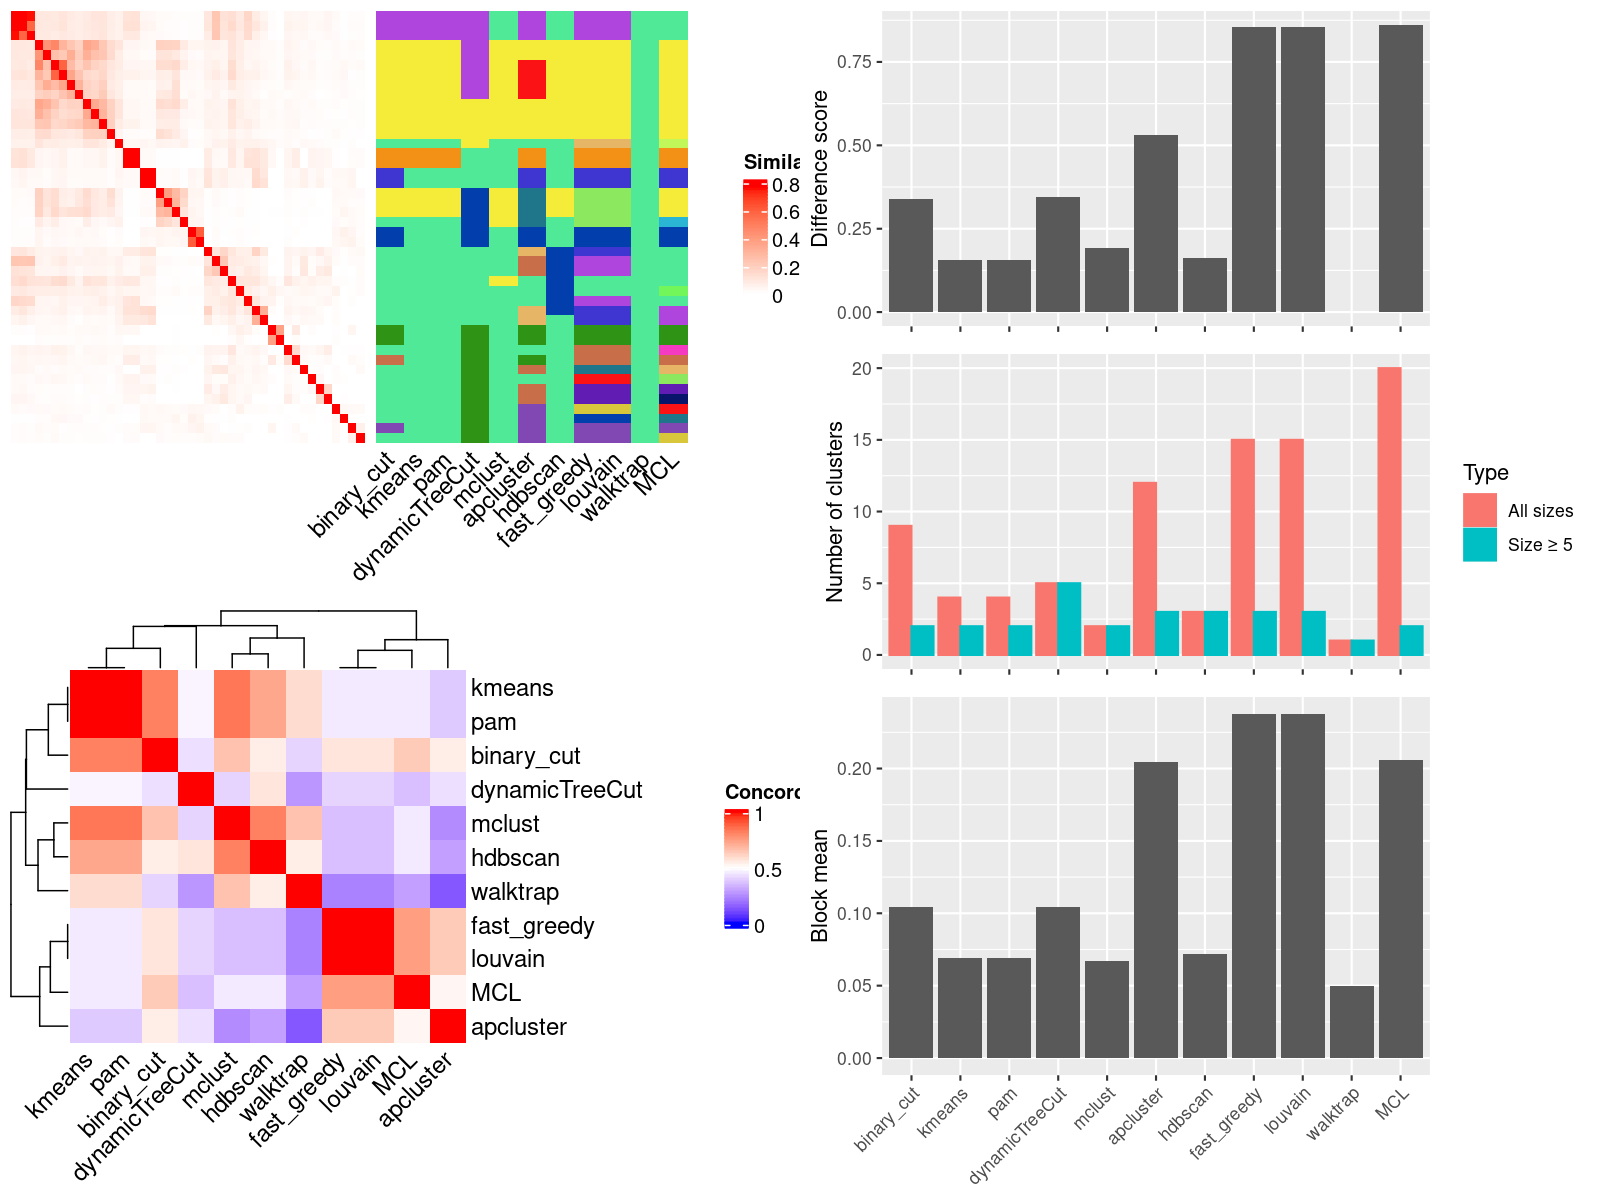 Simila
0.8
0.6
0.4
0.2
0
binary_cut
kmeans
pam
dynamicTreeCut
mclust
apcluster
hdbscan
fast_greedy
louvain
walktrap
MCL
Difference score
0.75
0.50
0.25
0.00
Number of clusters
20
15
10
5
0
Type
All sizes
Size ≥ 5
kmeans
pam
binary_cut
dynamicTreeCut
mclust
hdbscan
walktrap
fast_greedy
louvain
MCL
apcluster
Concord
1
0.5
0
kmeans
pam
binary_cut
dynamicTreeCut
mclust
hdbscan
walktrap
fast_greedy
louvain
MCL
apcluster
Block mean
0.20
0.15
0.10
0.05
0.00
binary_cut
kmeans
pam
dynamicTreeCut
mclust
apcluster
hdbscan
fast_greedy
louvain
walktrap
MCL